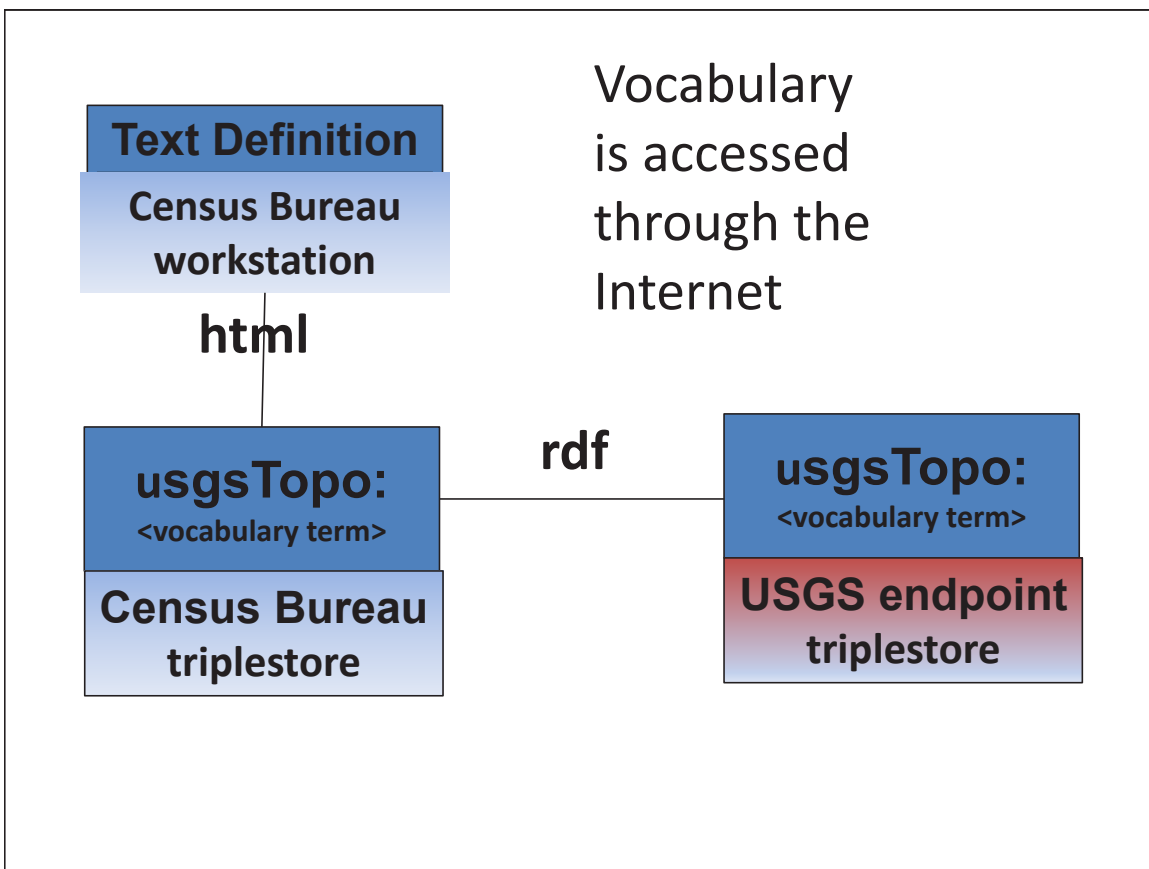 Text Definition
Census Bureau
workstation
html
Vocabulary
is accessed
through the
Internet
usgsTopo:
<vocabulary term>
Census Bureau
triplestore
rdf
usgsTopo:
<vocabulary term>
USGS endpoint
triplestore